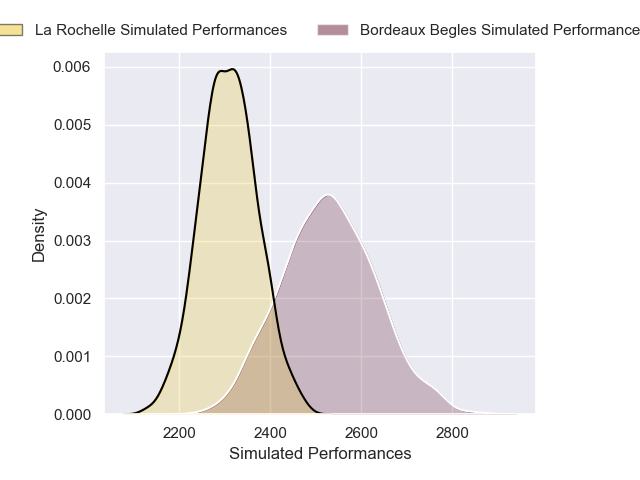 La Rochelle Simulated Performances
Bordeaux Begles Simulated Performance
0.006
0.005
0.004
0.003
0.002
0.001
0.000
Density
2200
2400
2600
2800
Simulated Performances